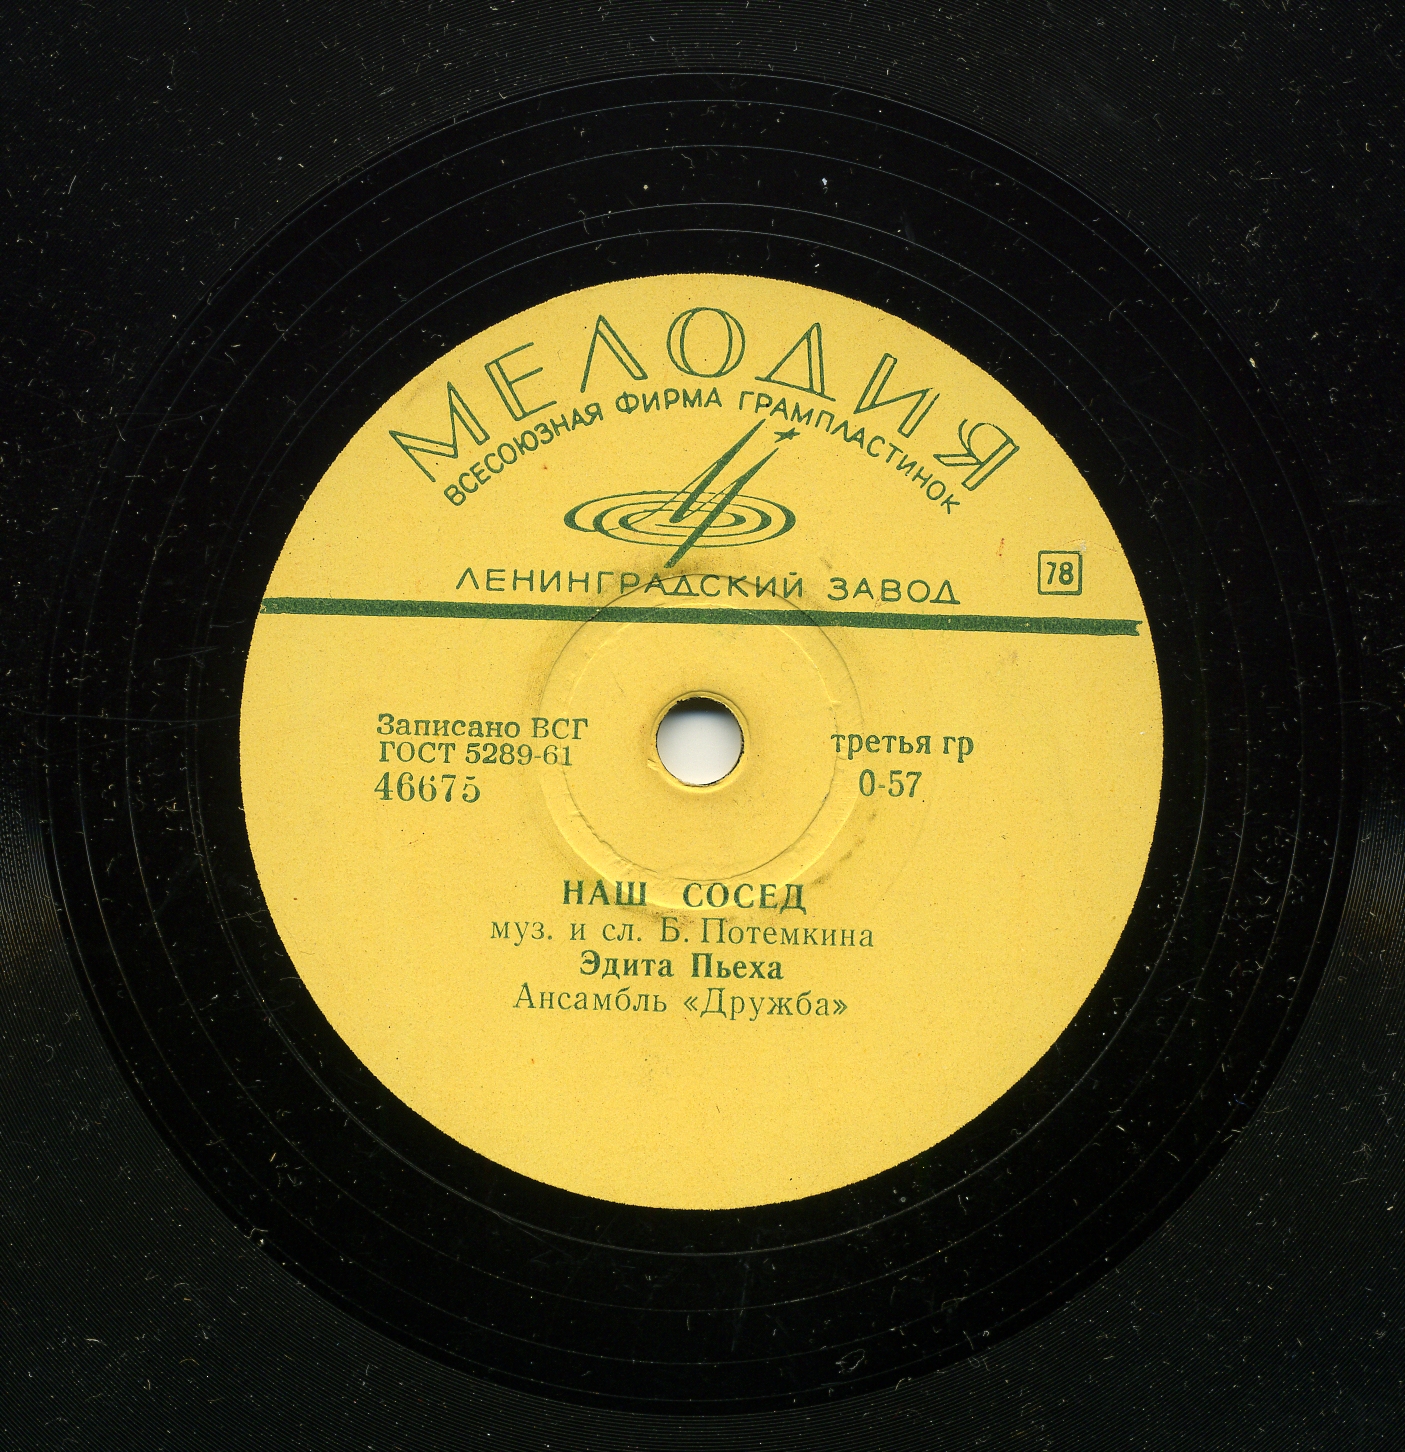 МЕЛОДИЯ
ВСЕСОЮЗНАЯ ФИРМА ГРАМПЛАСТИНОК
ЛЕНИНГРАДСКИЙ ЗАВОД
78
Записано ВСГ
ГОСТ 5289-61
46675
третья гр
0-57
НАШ СОСЕД
муз. и сл. Б. Потемкина
Эдита Пьеха
Ансамбль «Дружба»